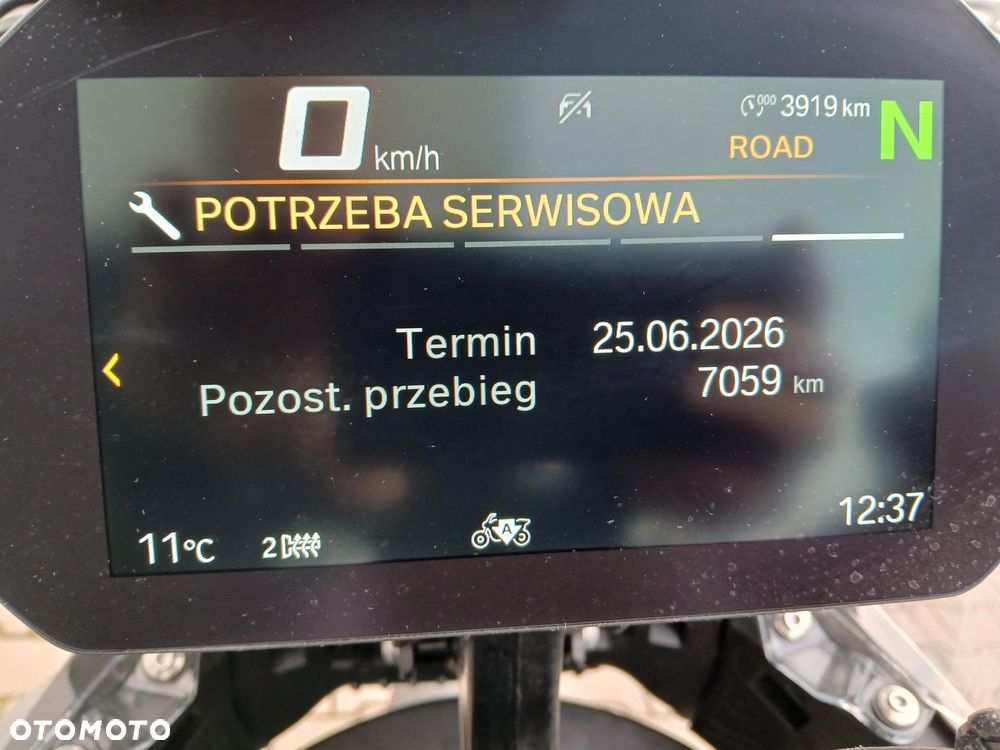 0 km/h
000 3919 km
N
ROAD
POTRZEBA SERWISOWA
Termin 25.06.2026
Pozost. przebieg 7059 km
12:37
11°C 2
A
OTOMOTO